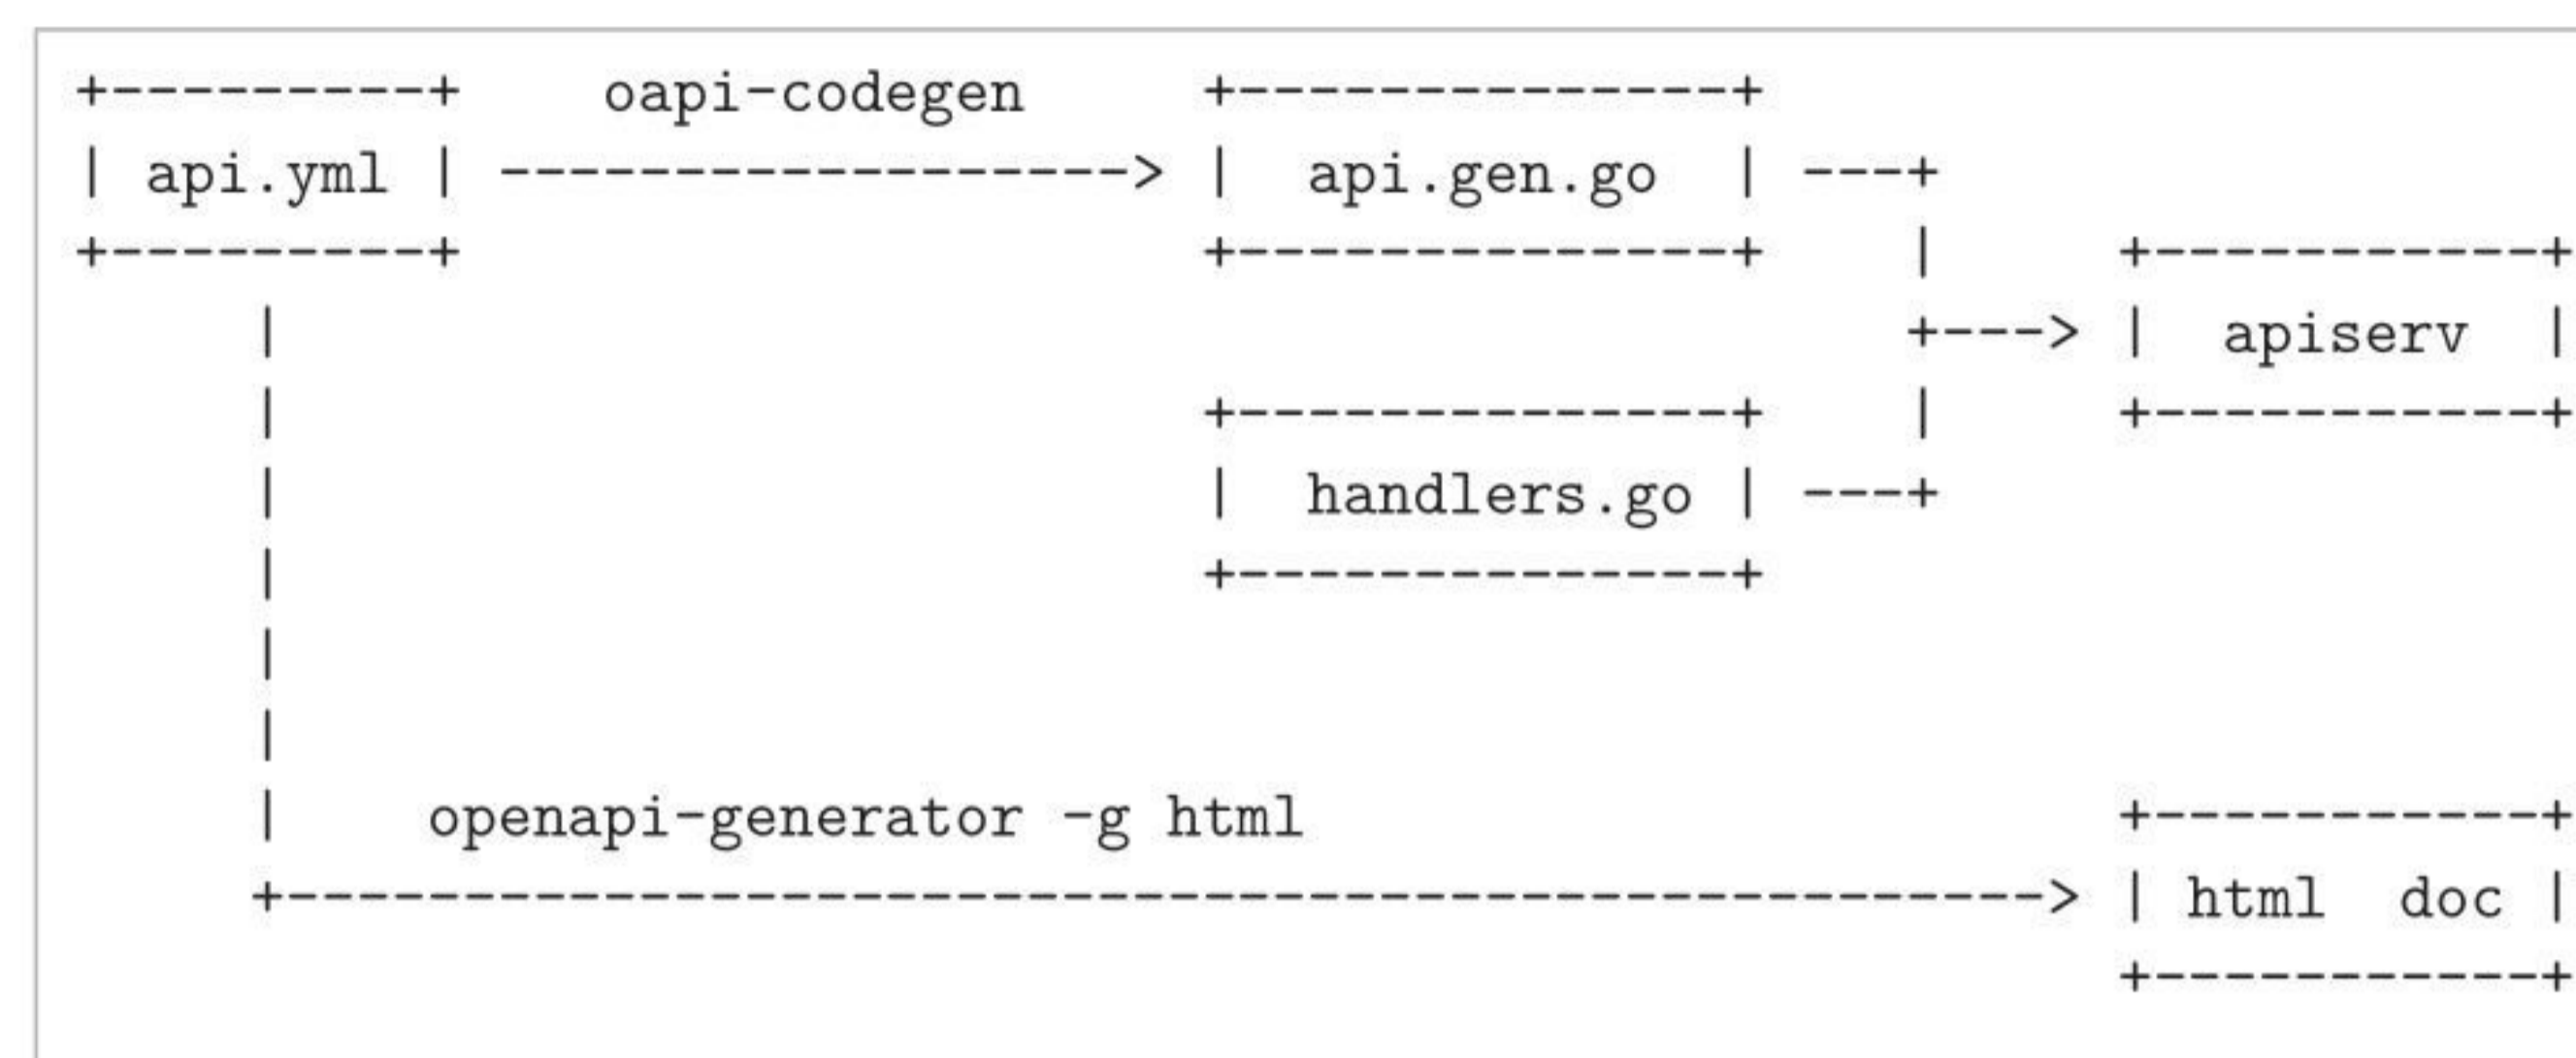 +----------+    oapi-codegen     +--------------+
| api.yml | ------------------> |  api.gen.go  | ---+
+----------+                     +--------------+    |     +-----------+
|                                              +---> |  apiserv  |
|                          +--------------+    |     +-----------+
|                          |  handlers.go | ---+
|                          +--------------+
|
|
|    openapi-generator -g html                       +-----------+
+--------------------------------------------------> | html  doc |
+-----------+